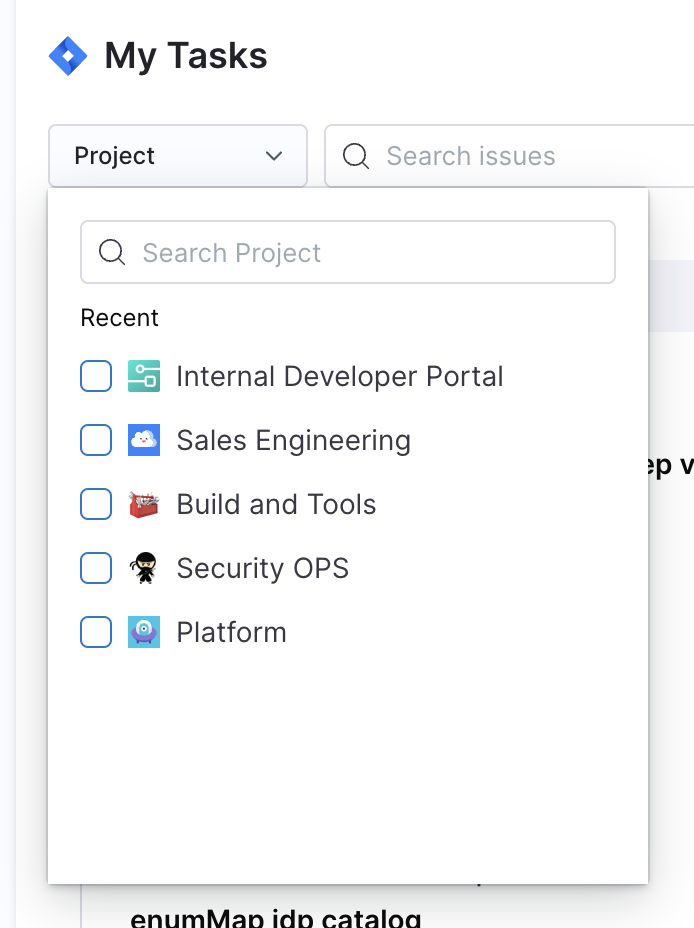 My Tasks
Project
Search issues
Search Project
Recent
Internal Developer Portal
Sales Engineering
ep v
Build and Tools
Security OPS
Platform
enumMap idp catalog